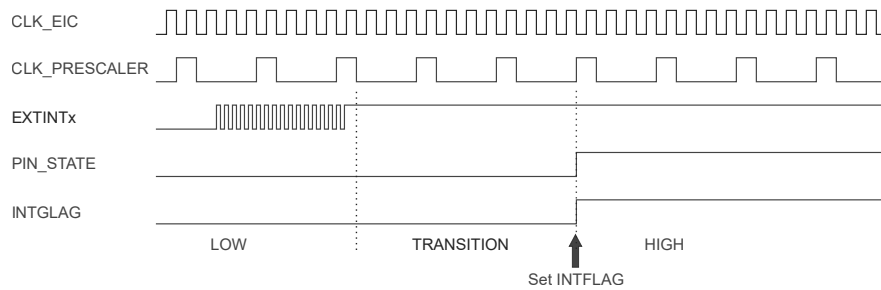 CLK_EIC
CLK_PRESCALER
EXTINTx
PIN_STATE
INTGLAG
LOW TRANSITION HIGH
Set INTFLAG